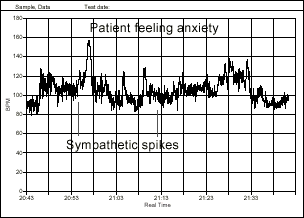 Sample, Data Test date:
Patient feeling anxiety
180
160
140
120
100
80
60
40
20
0
BPM
Sympathetic spikes
20:43 20:53 21:03 21:13 21:23 21:33
Real Time